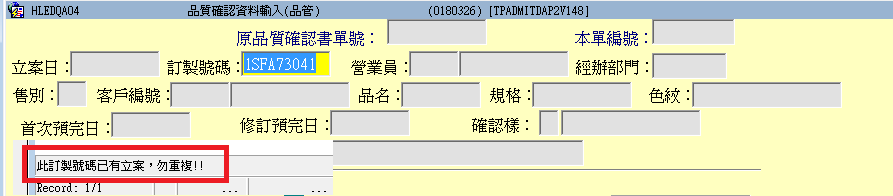 HLEDQA04 品質確認資料輸入(品管) (0180326) [TPADMITDAP2V148]
原品質確認書單號： 本單編號：
立案日： 訂製號碼：1SFA73041 營業員： 經辦部門：
售別： 客戶編號： 品名： 規格： 色紋：
首次預完日： 修訂預完日： 確認樣：
此訂製號碼已有立案，勿重複!!
Record: 1/1 ... ...